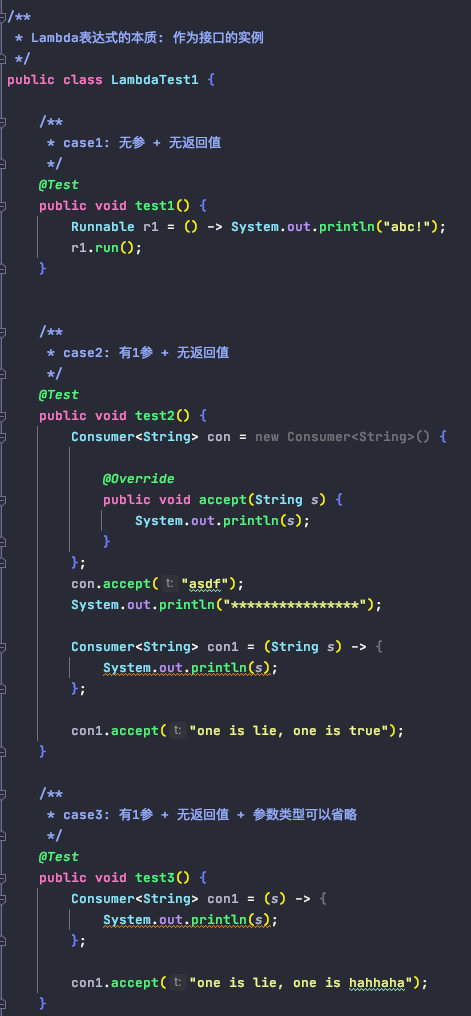 /**
 * Lambda表达式的本质: 作为接口的实例
 */
public class LambdaTest1 {
    /**
     * case1: 无参 + 无返回值
     */
    @Test
    public void test1() {
        Runnable r1 = () -> System.out.println("abc!");
        r1.run();
    }
    /**
     * case2: 有1参 + 无返回值
     */
    @Test
    public void test2() {
        Consumer<String> con = new Consumer<String>() {
            @Override
            public void accept(String s) {
                System.out.println(s);
            }
        };
        con.accept( t: "asdf");
        System.out.println("****************");
        Consumer<String> con1 = (String s) -> {
            System.out.println(s);
        };
        con1.accept( t: "one is lie, one is true");
    }
    /**
     * case3: 有1参 + 无返回值 + 参数类型可以省略
     */
    @Test
    public void test3() {
        Consumer<String> con1 = (s) -> {
            System.out.println(s);
        };
        con1.accept( t: "one is lie, one is hahhaha");
    }